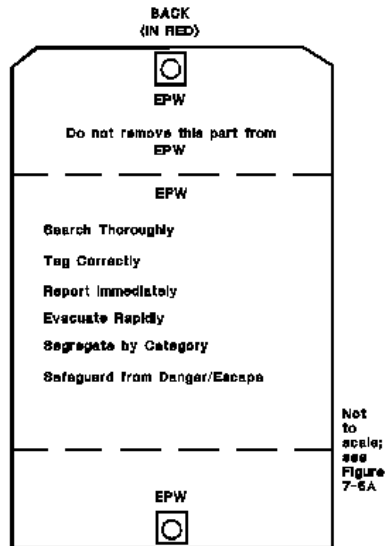 BACK
(IN RED)
EPW
Do not remove this part from
EPW
EPW
Search Thoroughly
Tag Correctly
Report Immediately
Evacuate Rapidly
Segregate by Category
Safeguard from Danger/Escape
Not
to
scale;
see
Figure
7-6A
EPW